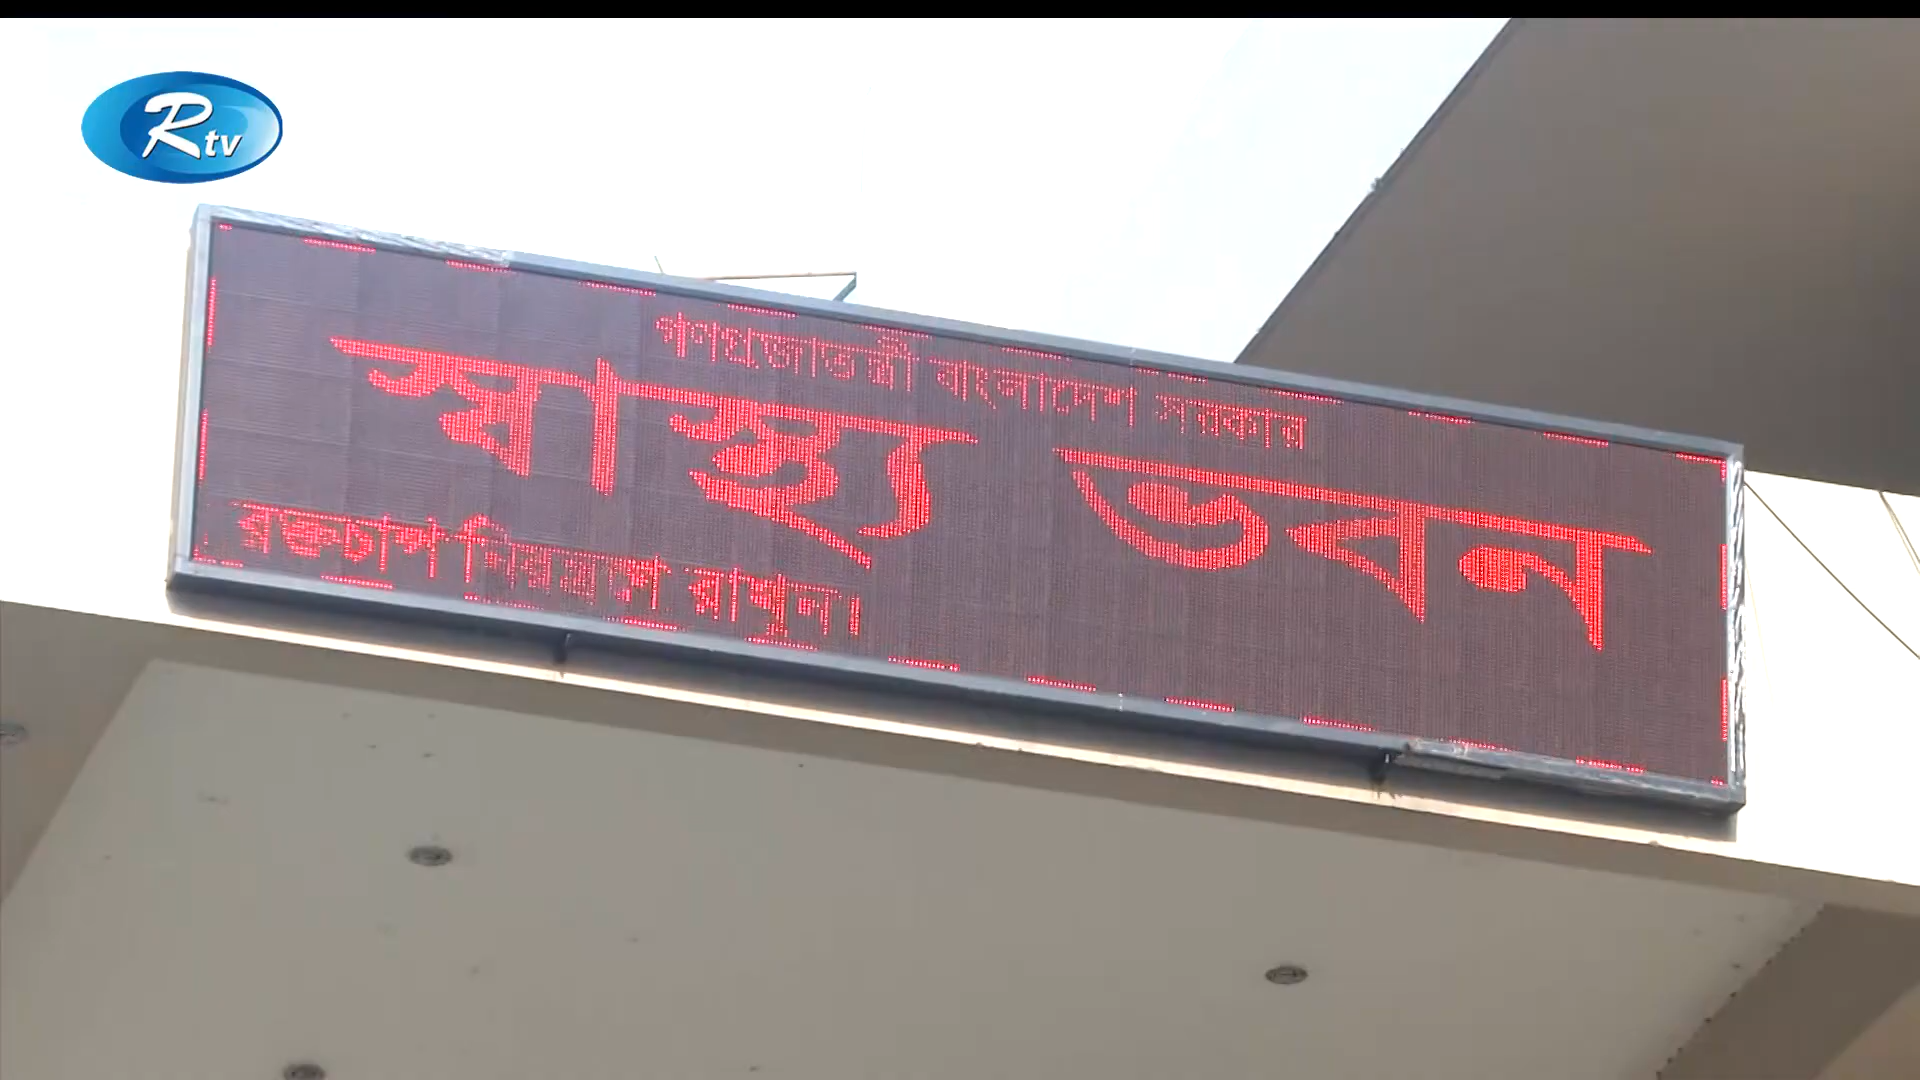 Rtv
গণপ্রজাতন্ত্রী বাংলাদেশ সরকার
স্বাস্থ্য ভবন
রক্তচাপ নিয়ন্ত্রণে রাখুন।